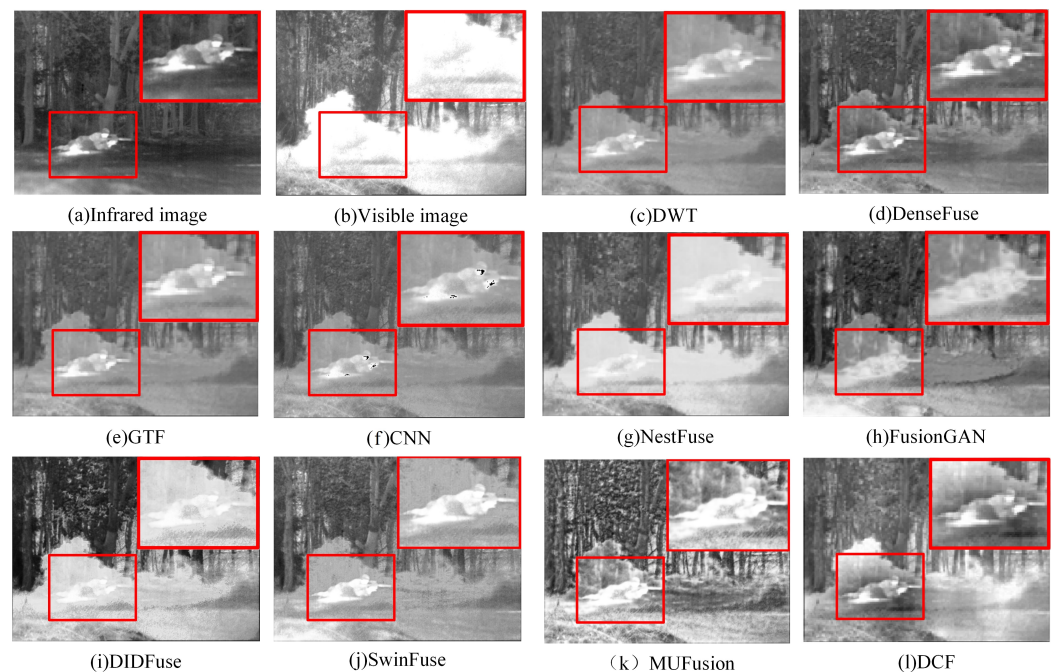 (a)Infrared image
(b)Visible image
(c)DWT
(d)DenseFuse
(e)GTF
(f)CNN
(g)NestFuse
(h)FusionGAN
(i)DIDFuse
(j)SwinFuse
（k）MUFusion
(l)DCF